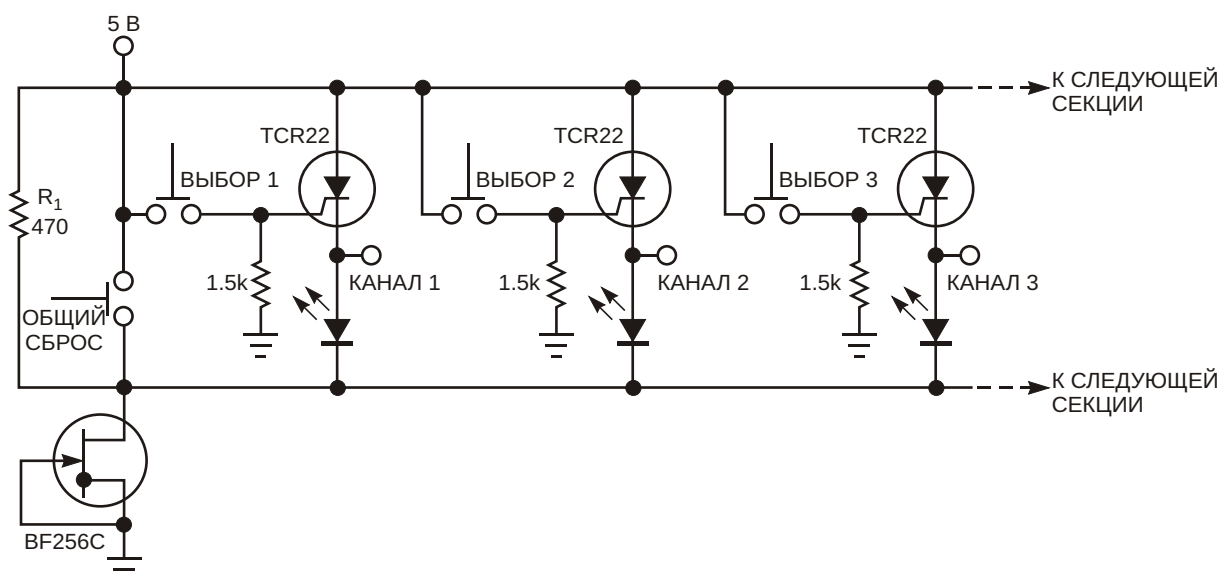 5 В
К СЛЕДУЮЩЕЙ
СЕКЦИИ
TCR22
TCR22
TCR22
ВЫБОР 1
ВЫБОР 2
ВЫБОР 3
R1
470
1.5k
КАНАЛ 1
1.5k
КАНАЛ 2
1.5k
КАНАЛ 3
ОБЩИЙ
СБРОС
К СЛЕДУЮЩЕЙ
СЕКЦИИ
BF256C